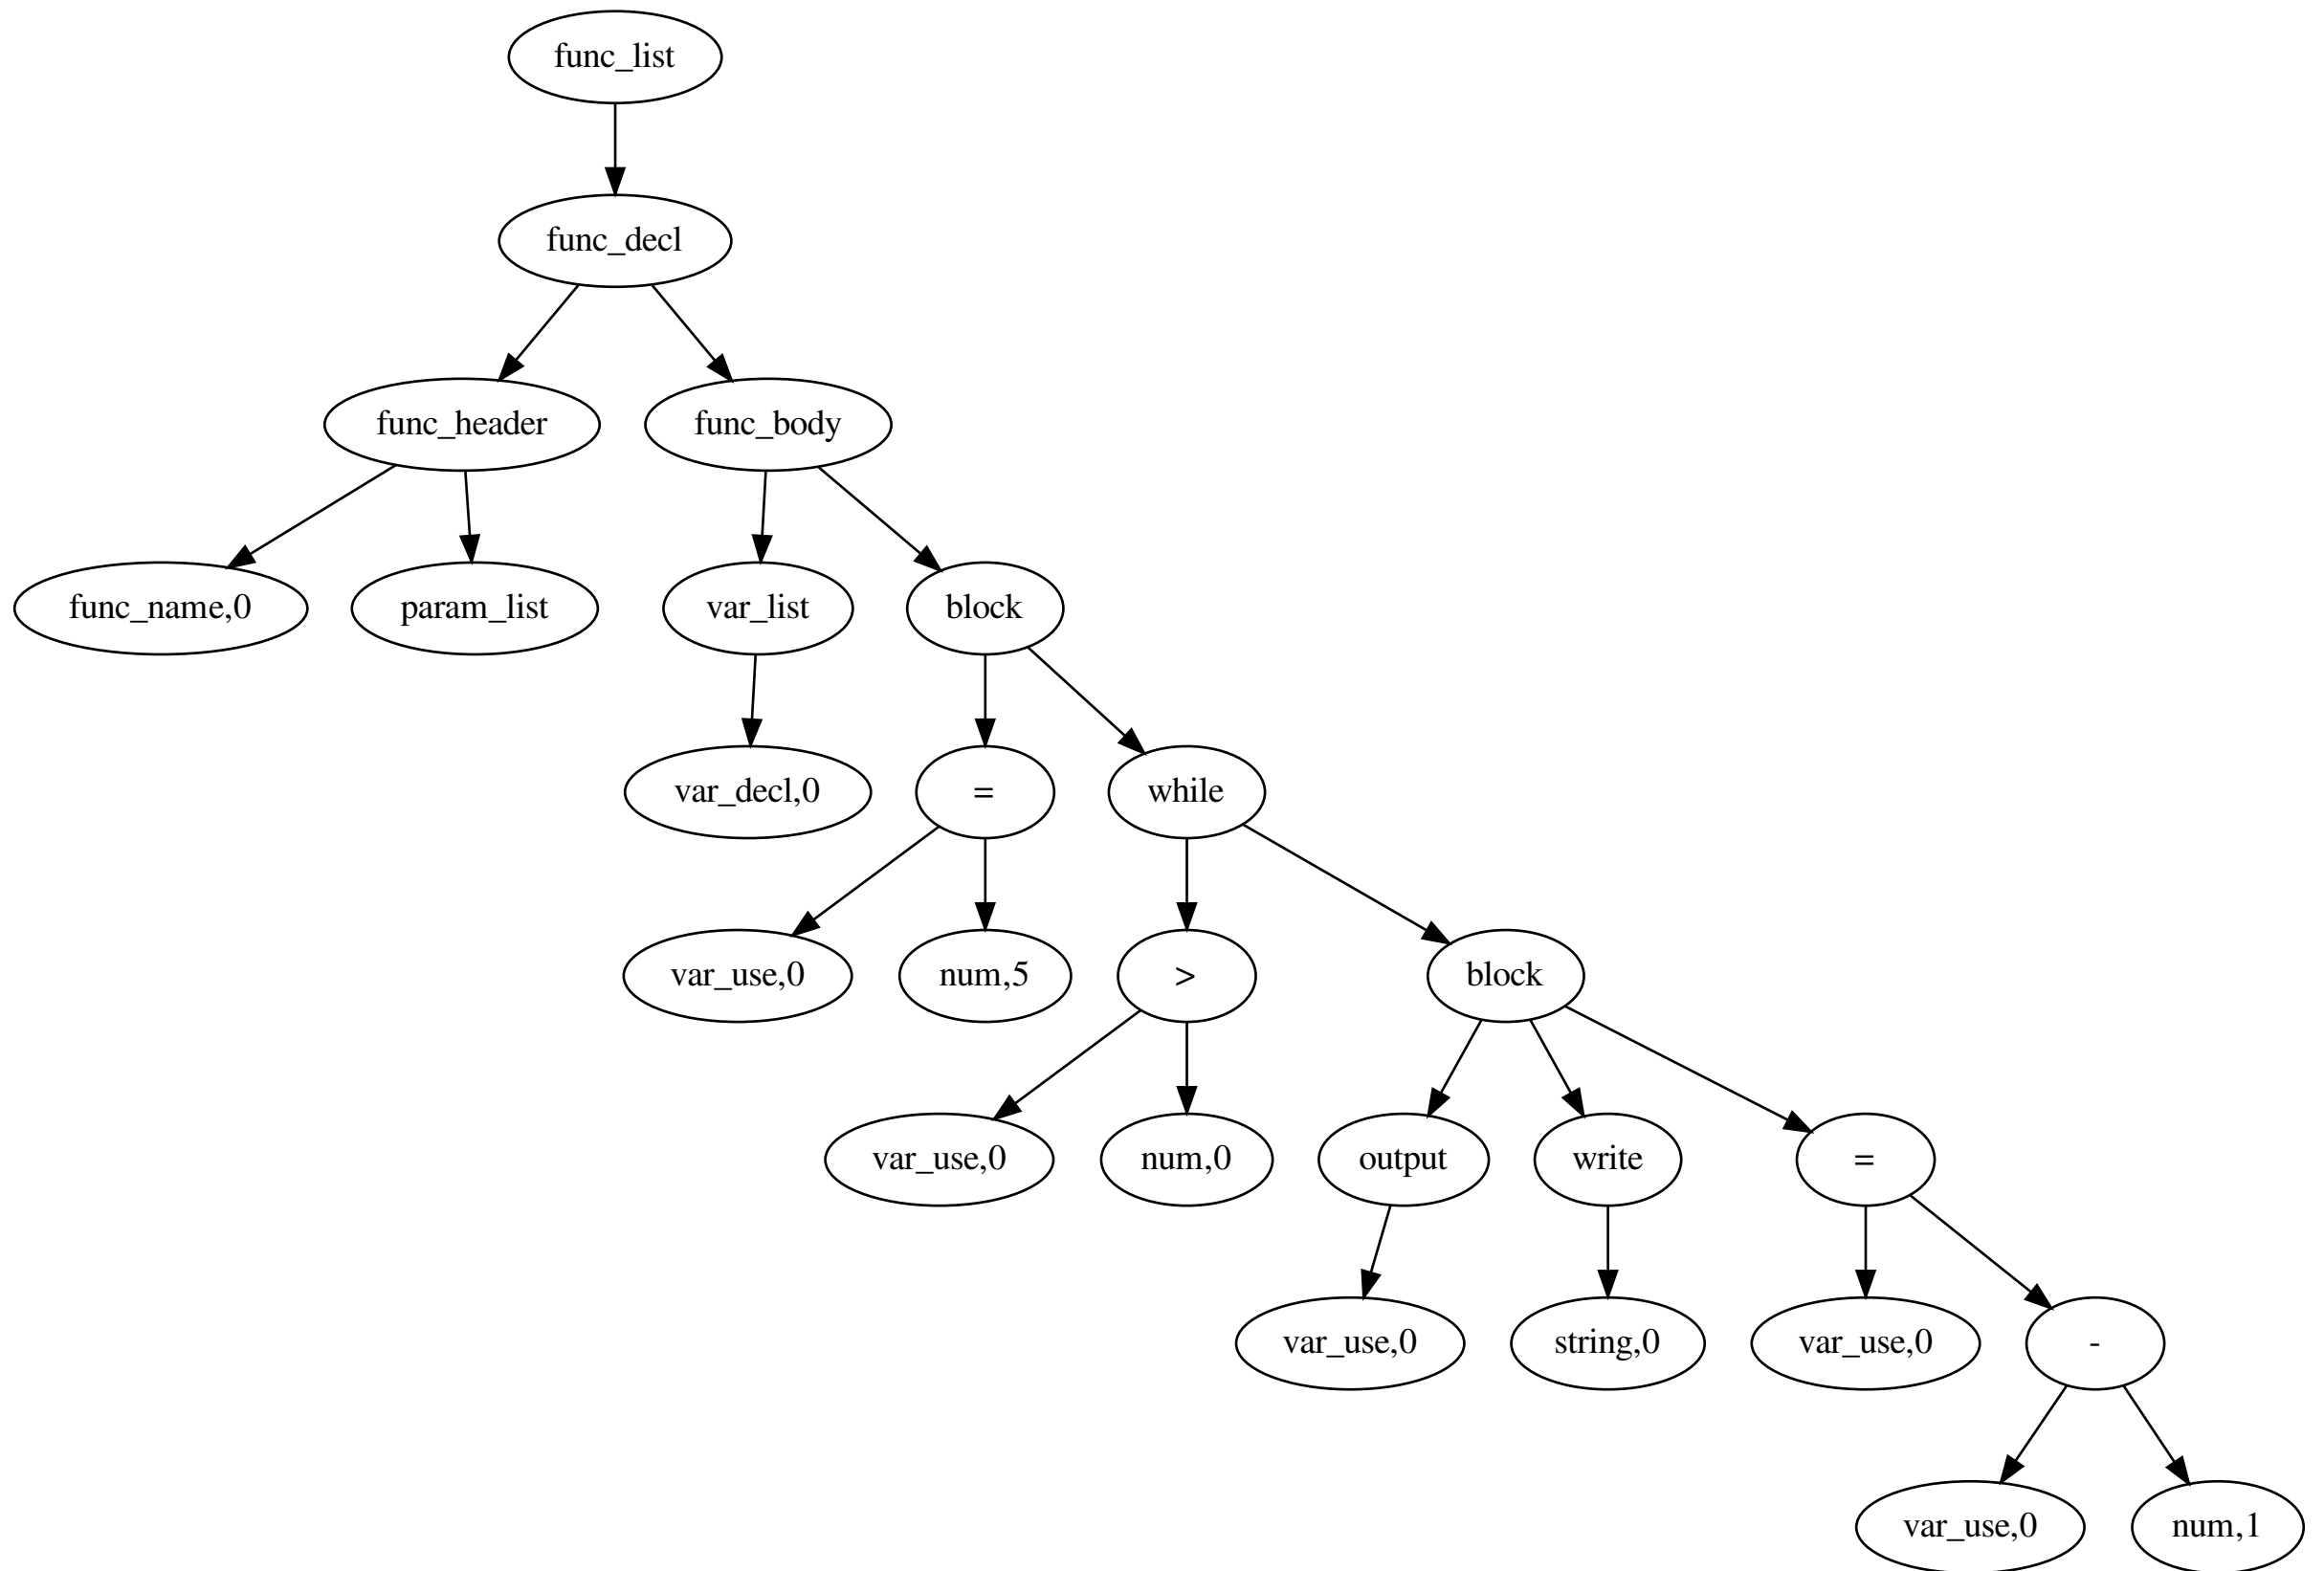 func_list
func_decl
func_header
func_body
func_name,0
param_list
var_list
block
var_decl,0
=
while
var_use,0
num,5
>
block
var_use,0
num,0
output
write
=
var_use,0
string,0
var_use,0
-
var_use,0
num,1